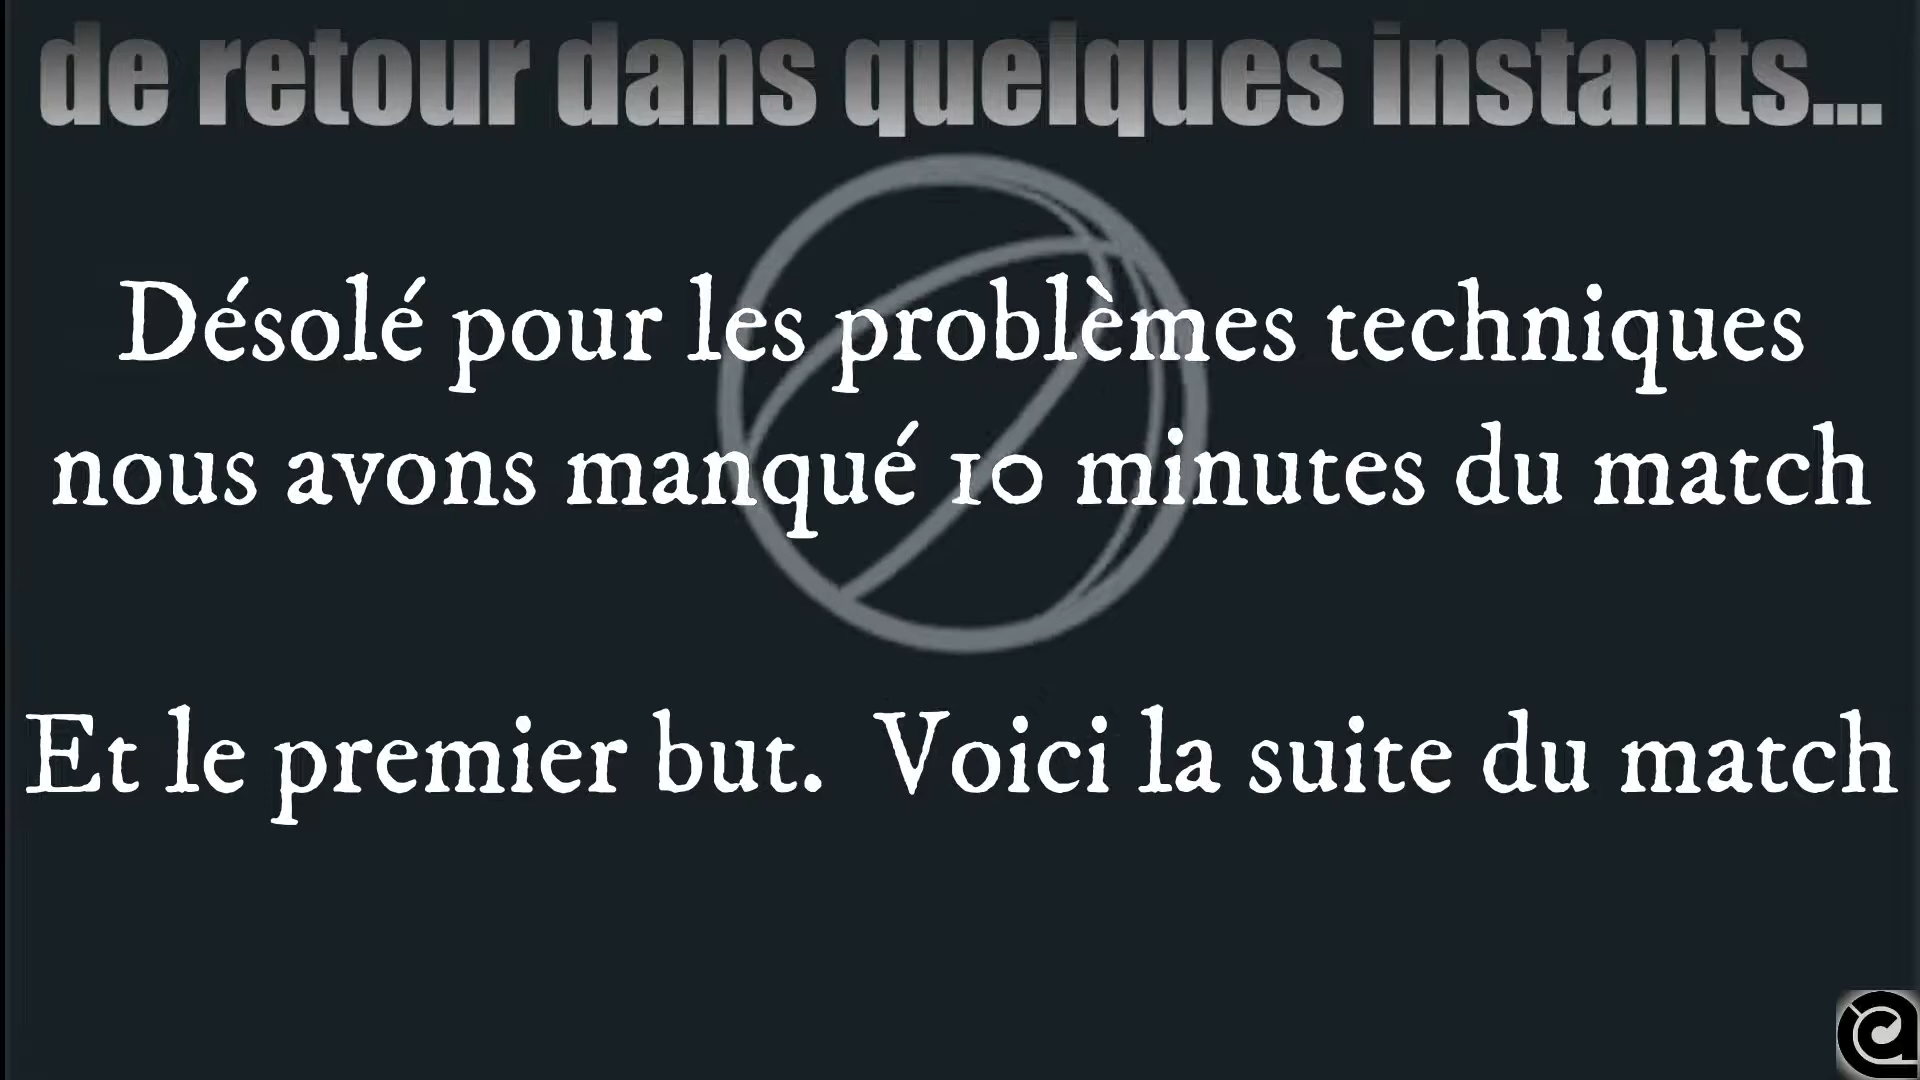 de retour dans quelques instants...
Désolé pour les problèmes techniques
nous avons manqué 10 minutes du match
Et le premier but. Voici la suite du match